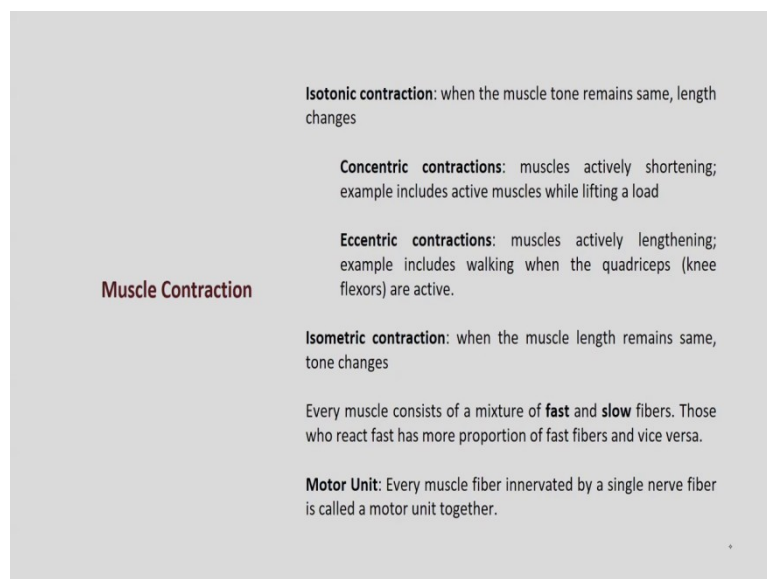 Muscle Contraction
Isotonic contraction: when the muscle tone remains same, length
changes
Concentric contractions: muscles actively shortening;
example includes active muscles while lifting a load
Eccentric contractions: muscles actively lengthening;
example includes walking when the quadriceps (knee
flexors) are active.
Isometric contraction: when the muscle length remains same,
tone changes
Every muscle consists of a mixture of fast and slow fibers. Those
who react fast has more proportion of fast fibers and vice versa.
Motor Unit: Every muscle fiber innervated by a single nerve fiber
is called a motor unit together.